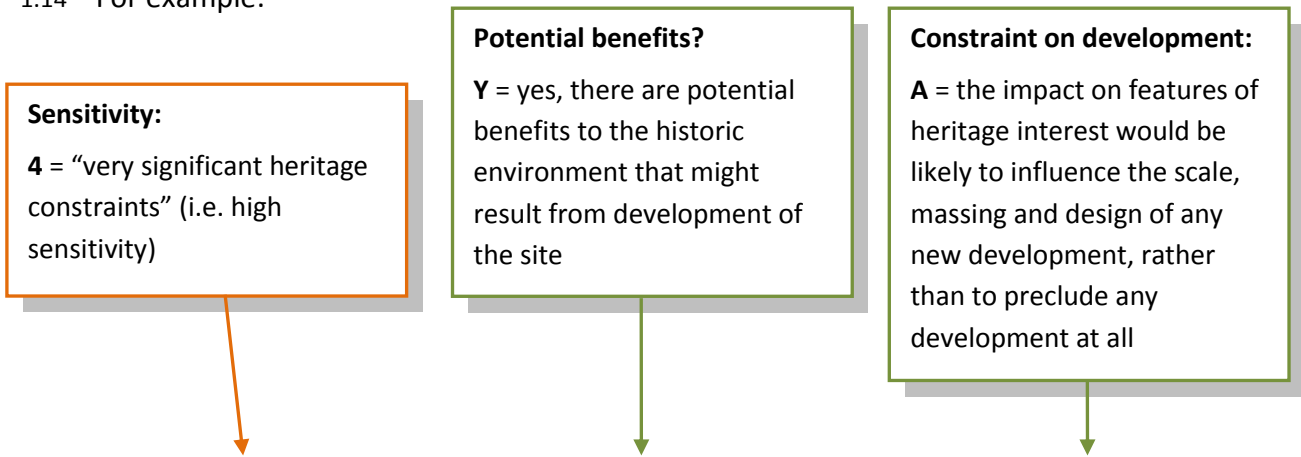 1.14 For example:
Sensitivity:
4 = “very significant heritage
constraints” (i.e. high
sensitivity)
Potential benefits?
Y = yes, there are potential
benefits to the historic
environment that might
result from development of
the site
Constraint on development:
A = the impact on features of
heritage interest would be
likely to influence the scale,
massing and design of any
new development, rather
than to preclude any
development at all